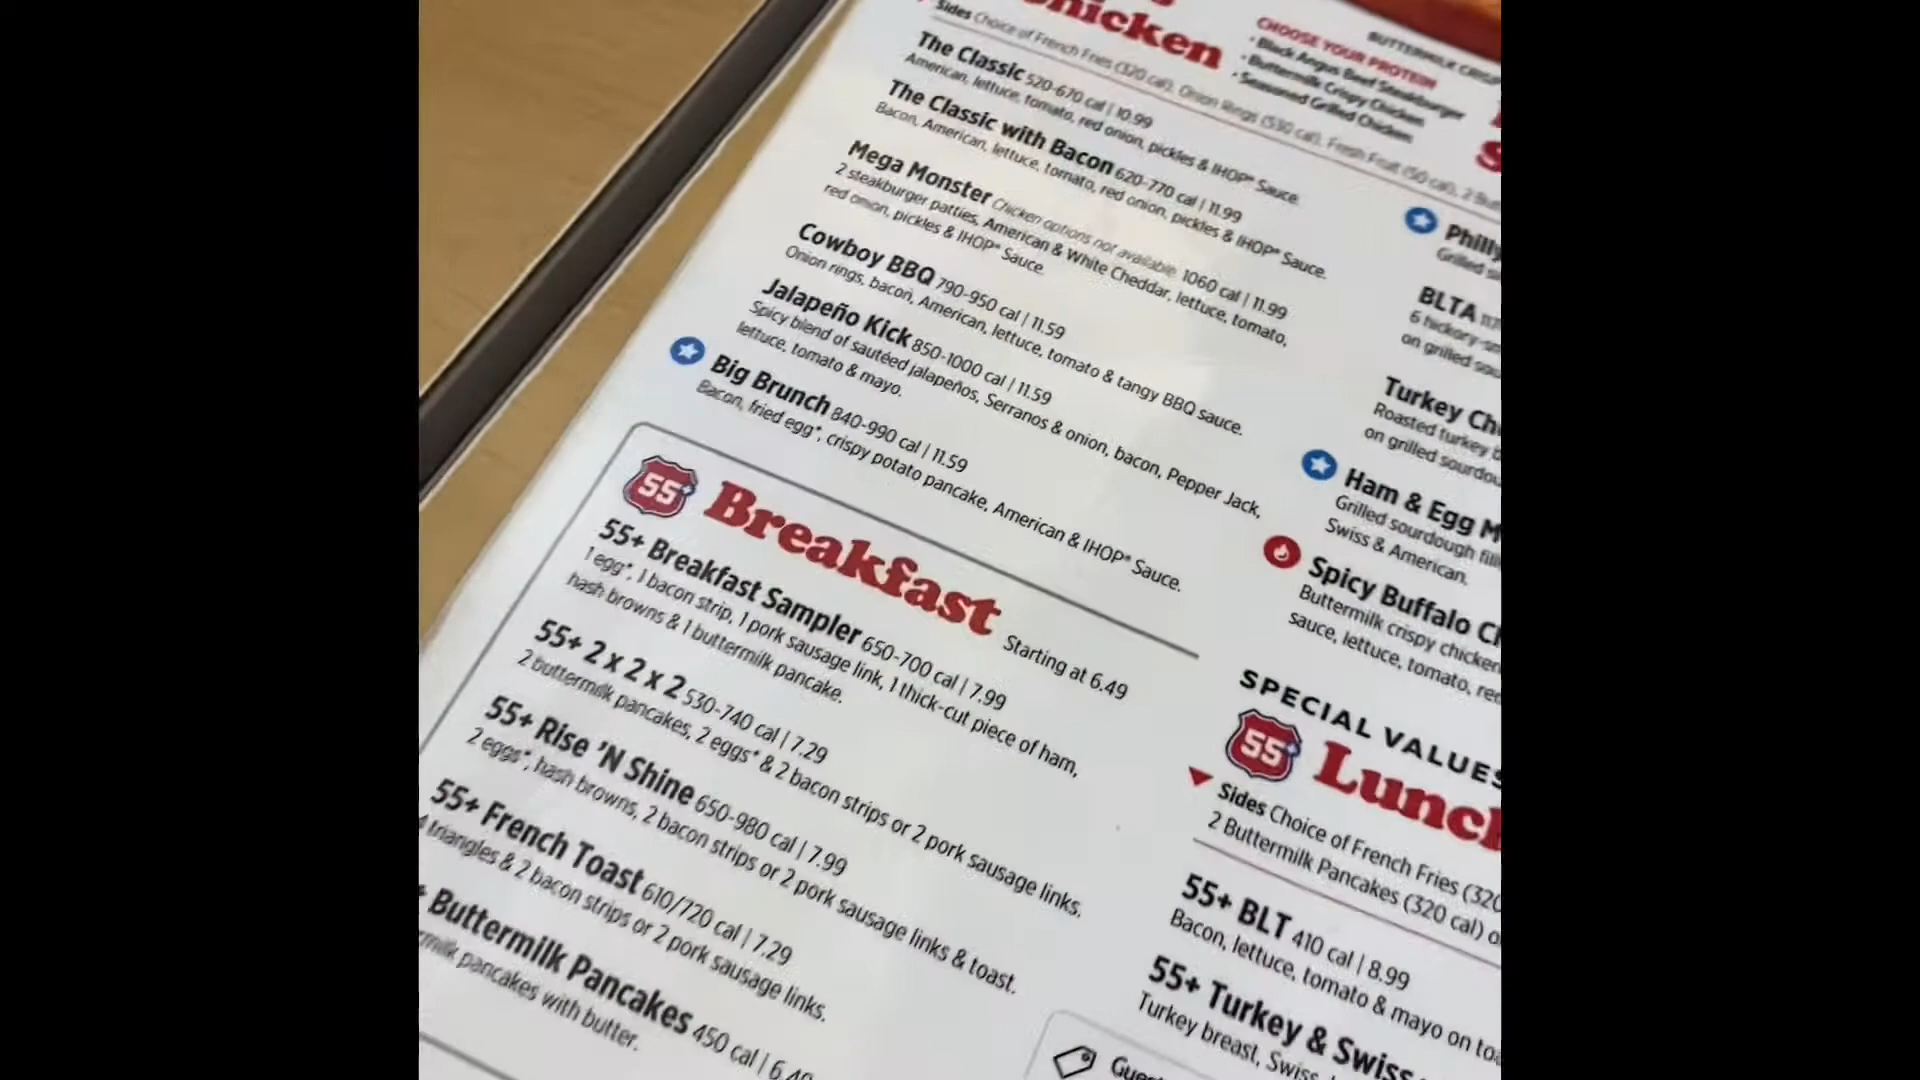 Chicken
Sides Choice of French Fries (320 cal), Onion Rings (530 cal), Fresh Fruit (50 cal), 2
The Classic 520-670 cal | 10.99
American, lettuce, tomato, red onion, pickles & IHOP® Sauce.
The Classic with Bacon 620-770 cal | 11.99
Bacon, American, lettuce, tomato, red onion, pickles & IHOP® Sauce.
Mega Monster Chicken options not available 1060 cal | 11.99
2 steakburger patties, American & White Cheddar, lettuce, tomato,
red onion, pickles & IHOP® Sauce.
Cowboy BBQ 790-950 cal | 11.59
Onion rings, bacon, American, lettuce, tomato & tangy BBQ sauce.
Jalapeño Kick 850-1000 cal | 11.59
Spicy blend of sautéed jalapeños, Serranos & onion, bacon, Pepper Jack,
lettuce, tomato & mayo.
Big Brunch 840-990 cal | 11.59
Bacon, fried egg*, crispy potato pancake, American & IHOP® Sauce.
55+ Breakfast Starting at 6.49
55+ Breakfast Sampler 650-700 cal | 7.99
1 egg*, 1 bacon strip, 1 pork sausage link, 1 thick-cut piece of ham,
hash browns & 1 buttermilk pancake.
55+ 2 x 2 x 2 530-740 cal | 7.29
2 buttermilk pancakes, 2 eggs* & 2 bacon strips or 2 pork sausage links.
55+ Rise 'N Shine 650-980 cal | 7.99
2 eggs*, hash browns, 2 bacon strips or 2 pork sausage links & toast.
55+ French Toast 610/720 cal | 7.29
4 triangles & 2 bacon strips or 2 pork sausage links.
Buttermilk Pancakes 450 cal | 6.49
pancakes with butter.
CHOOSE YOUR PROTEIN
• Black Angus Beef Steakburger
• Buttermilk Crispy Chicken
• Seasoned Grilled Chicken
BUTTERMILK
Philly
Grilled
BLTA
6
on grilled
Turkey
Roasted turkey
on grilled
Ham & Egg
Grilled sourdough
Swiss & American.
Spicy Buffalo
Buttermilk crispy chicken
sauce, lettuce, tomato,
SPECIAL VALUES
55+
Sides Choice of French Fries (320
2 Buttermilk Pancakes (320 cal)
55+ BLT 410 cal | 8.99
Bacon, lettuce, tomato & mayo on
55+ Turkey & Swiss
Turkey breast, Swiss,